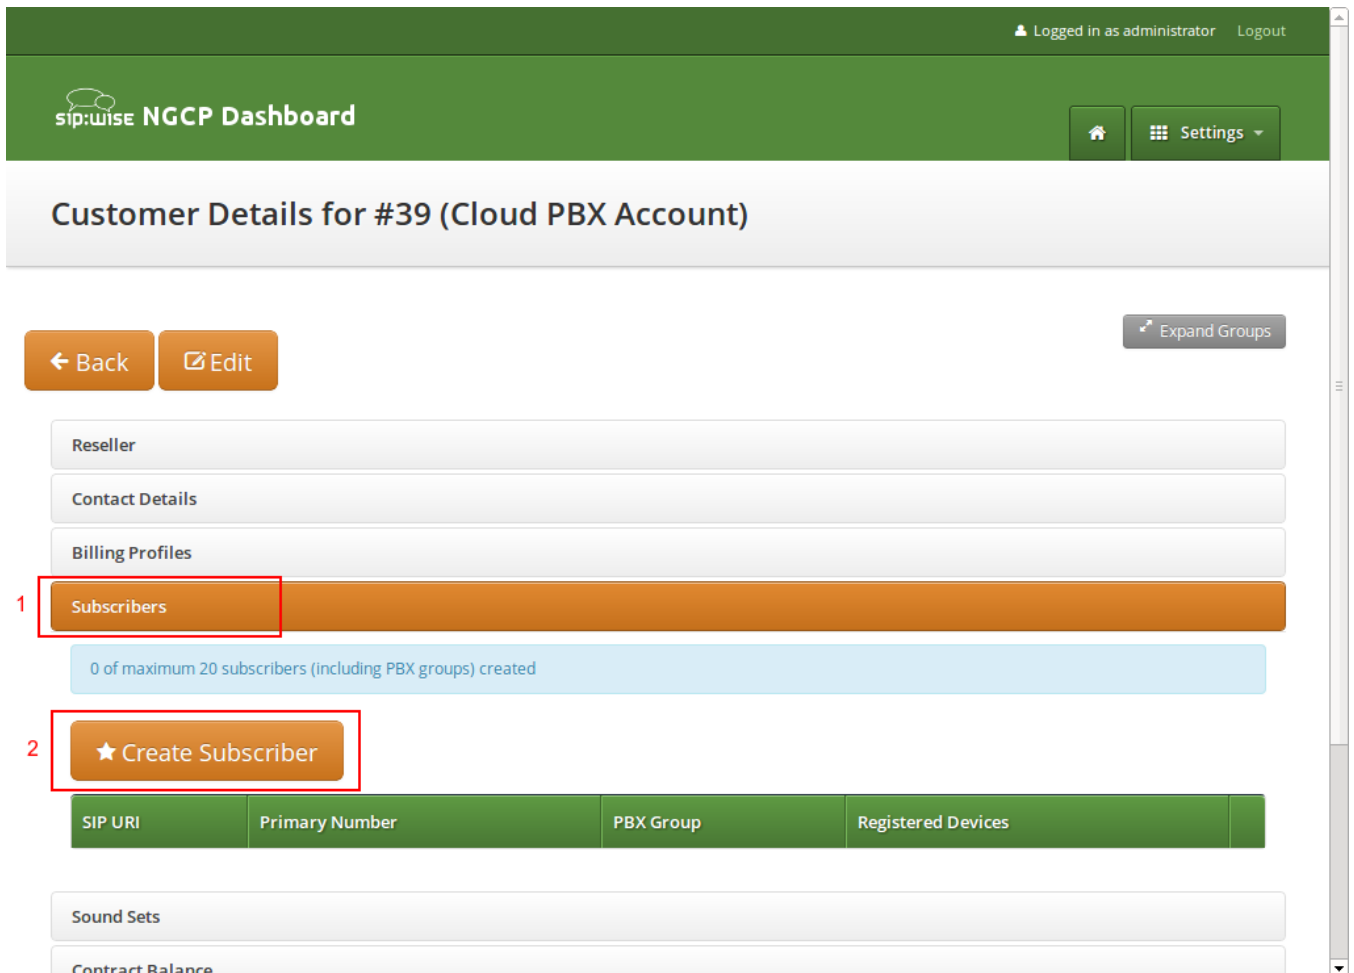 Logged in as administrator Logout
sip:wise NGCP Dashboard
Settings
Customer Details for #39 (Cloud PBX Account)
Expand Groups
Back Edit
Reseller
Contact Details
Billing Profiles
1 Subscribers
0 of maximum 20 subscribers (including PBX groups) created
2 Create Subscriber
SIP URI Primary Number PBX Group Registered Devices
Sound Sets
Contract Balance